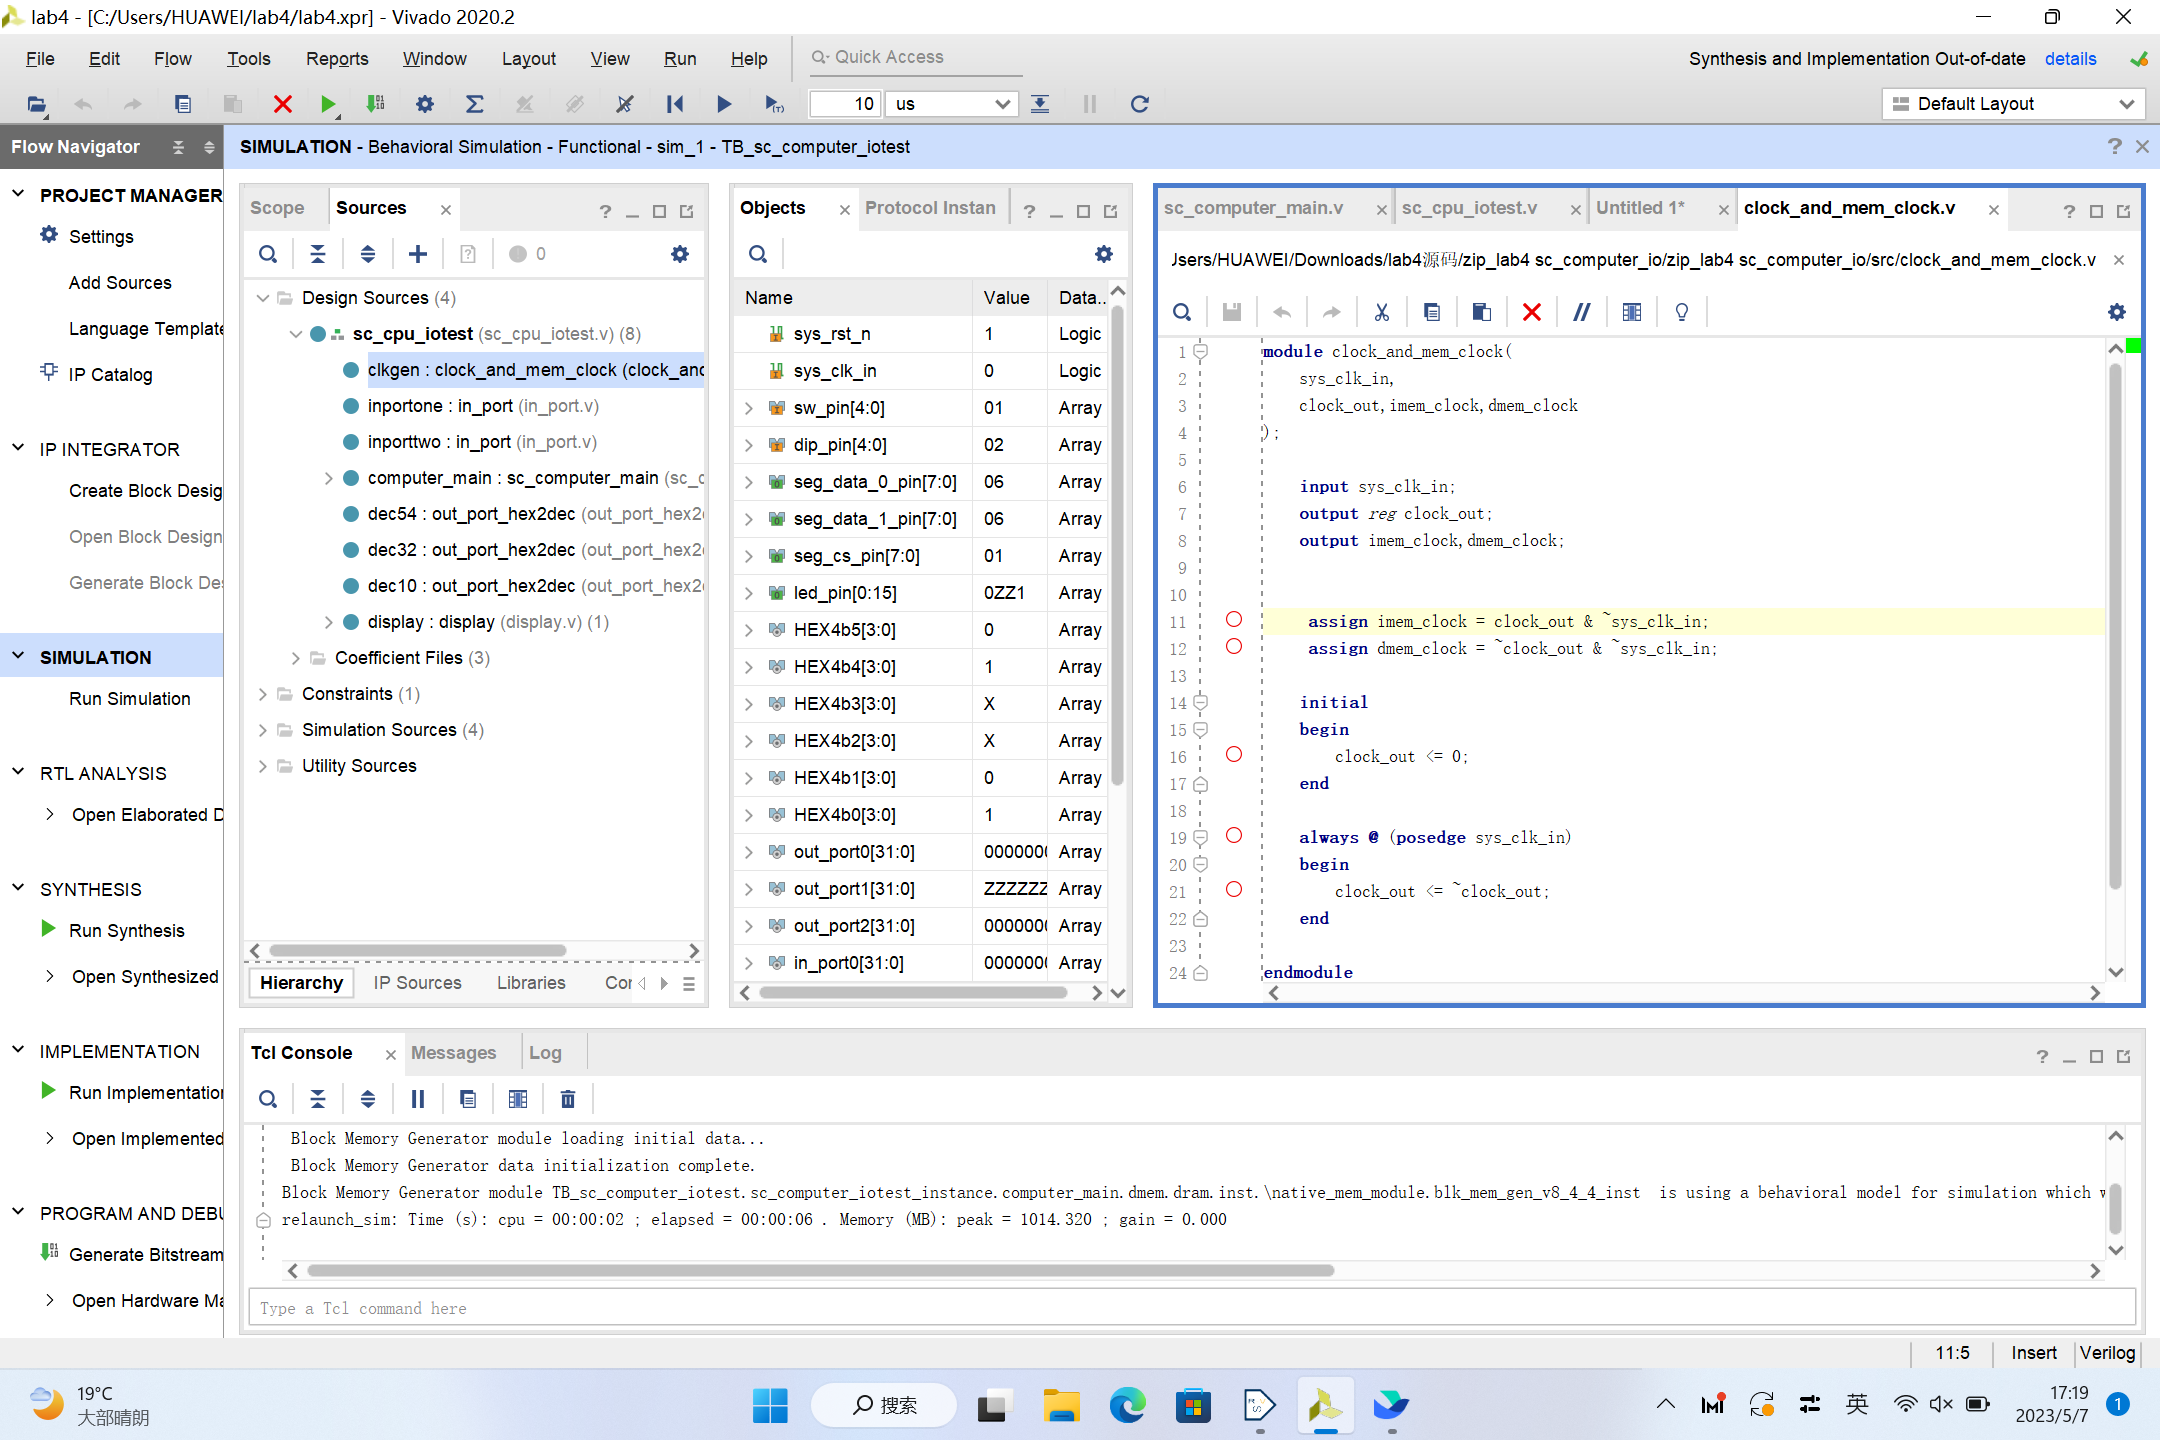 lab4 - [C:/Users/HUAWEI/lab4/lab4.xpr] - Vivado 2020.2
File Edit Flow Tools Reports Window Layout View Run Help Quick Access
Synthesis and Implementation Out-of-date details
10 us
Default Layout
Flow Navigator
SIMULATION - Behavioral Simulation - Functional - sim_1 - TB_sc_computer_iotest
PROJECT MANAGER
Settings
Add Sources
Language Template
IP Catalog
IP INTEGRATOR
Create Block Desig
Open Block Design
Generate Block Des
SIMULATION
Run Simulation
RTL ANALYSIS
Open Elaborated D
SYNTHESIS
Run Synthesis
Open Synthesized
IMPLEMENTATION
Run Implementation
Open Implemented
PROGRAM AND DEBU
Generate Bitstream
Open Hardware Ma
Scope Sources
0
Design Sources (4)
sc_cpu_iotest (sc_cpu_iotest.v) (8)
clkgen : clock_and_mem_clock (clock_and
inportone : in_port (in_port.v)
inporttwo : in_port (in_port.v)
computer_main : sc_computer_main (sc_c
dec54 : out_port_hex2dec (out_port_hex2d
dec32 : out_port_hex2dec (out_port_hex2d
dec10 : out_port_hex2dec (out_port_hex2d
display : display (display.v) (1)
Coefficient Files (3)
Constraints (1)
Simulation Sources (4)
Utility Sources
Hierarchy IP Sources Libraries Cor
Objects Protocol Instan
Name Value Data..
sys_rst_n 1 Logic
sys_clk_in 0 Logic
sw_pin[4:0] 01 Array
dip_pin[4:0] 02 Array
seg_data_0_pin[7:0] 06 Array
seg_data_1_pin[7:0] 06 Array
seg_cs_pin[7:0] 01 Array
led_pin[0:15] 0ZZ1 Array
HEX4b5[3:0] 0 Array
HEX4b4[3:0] 1 Array
HEX4b3[3:0] X Array
HEX4b2[3:0] X Array
HEX4b1[3:0] 0 Array
HEX4b0[3:0] 1 Array
out_port0[31:0] 0000000 Array
out_port1[31:0] ZZZZZZ Array
out_port2[31:0] 0000000 Array
in_port0[31:0] 0000000 Array
sc_computer_main.v sc_cpu_iotest.v Untitled 1* clock_and_mem_clock.v
Jsers/HUAWEI/Downloads/lab4源码/zip_lab4 sc_computer_io/zip_lab4 sc_computer_io/src/clock_and_mem_clock.v
1 module clock_and_mem_clock(
2 sys_clk_in,
3 clock_out,imem_clock,dmem_clock
4 );
5
6 input sys_clk_in;
7 output reg clock_out;
8 output imem_clock,dmem_clock;
9
10
11 assign imem_clock = clock_out & ~sys_clk_in;
12 assign dmem_clock = ~clock_out & ~sys_clk_in;
13
14 initial
15 begin
16 clock_out <= 0;
17 end
18
19 always @ (posedge sys_clk_in)
20 begin
21 clock_out <= ~clock_out;
22 end
23
24 endmodule
Tcl Console Messages Log
Block Memory Generator module loading initial data...
Block Memory Generator data initialization complete.
Block Memory Generator module TB_sc_computer_iotest.sc_computer_iotest_instance.computer_main.dmem.dram.inst.\native_mem_module.blk_mem_gen_v8_4_4_inst is using a behavioral model for simulation which w
relaunch_sim: Time (s): cpu = 00:00:02 ; elapsed = 00:00:06 . Memory (MB): peak = 1014.320 ; gain = 0.000
Type a Tcl command here
11:5 Insert Verilog
19°C
大部晴朗
搜索
英
17:19
2023/5/7
1